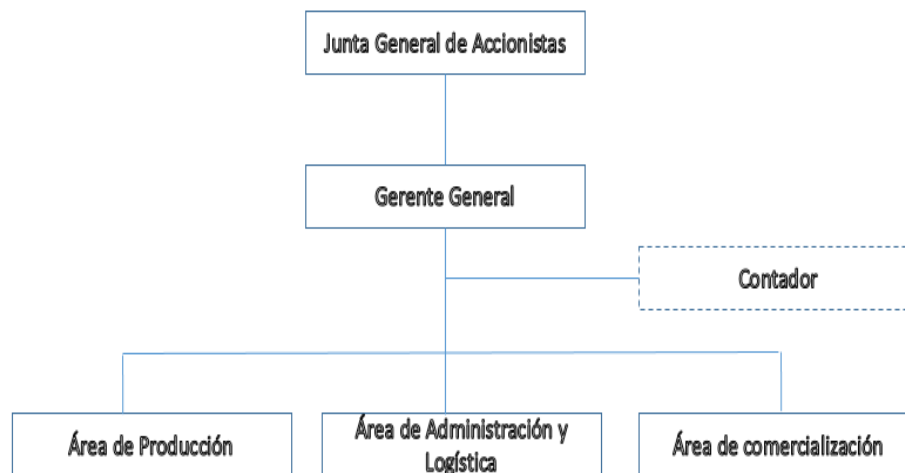 Junta General de Accionistas
Gerente General
Contador
Área de Producción
Área de Administración y
Logística
Área de comercialización